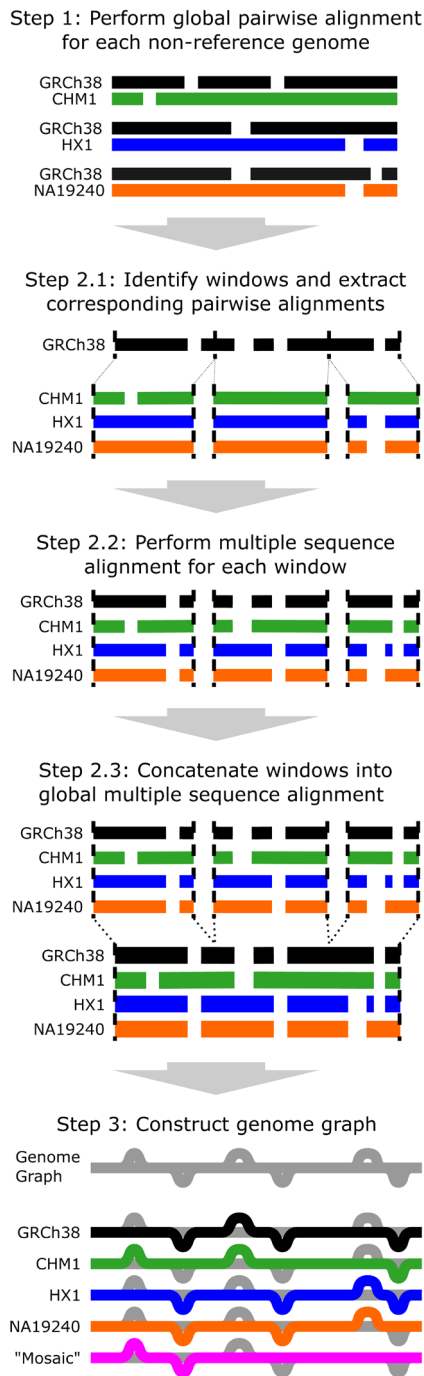 Step 1: Perform global pairwise alignment
for each non-reference genome
GRCh38
CHM1
GRCh38
HX1
GRCh38
NA19240
Step 2.1: Identify windows and extract
corresponding pairwise alignments
GRCh38
CHM1
HX1
NA19240
Step 2.2: Perform multiple sequence
alignment for each window
GRCh38
CHM1
HX1
NA19240
Step 2.3: Concatenate windows into
global multiple sequence alignment
GRCh38
CHM1
HX1
NA19240
GRCh38
CHM1
HX1
NA19240
Step 3: Construct genome graph
Genome
Graph
GRCh38
CHM1
HX1
NA19240
"Mosaic"